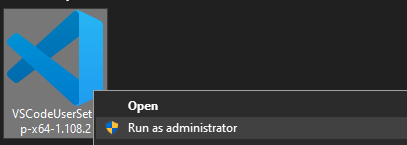 VSCodeUserSet
p-x64-1.108.2
Open
Run as administrator